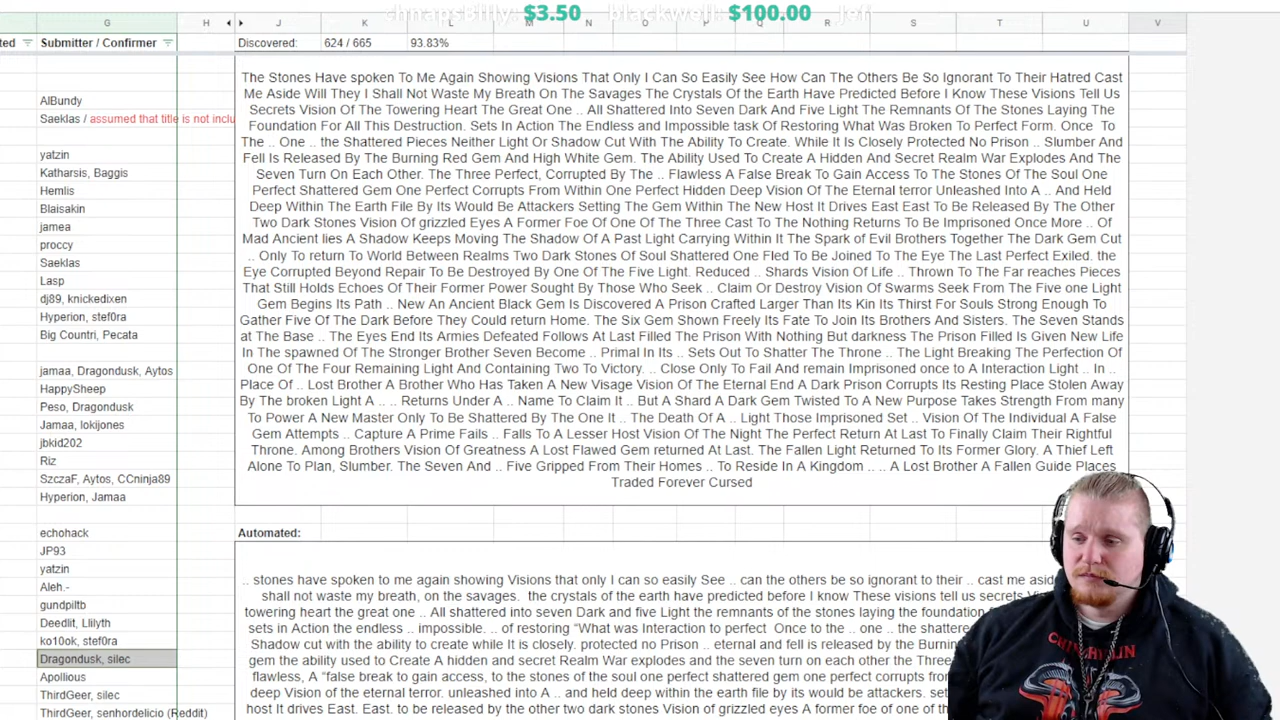 chnapsBilly: $3.50 blackwell: $100.00 Jef
G H J K L M N O P Q R S T U V
ted Submitter / Confirmer Discovered: 624 / 665 93.83%
AlBundy
Saeklas / assumed that title is not inclu
yatzin
Katharsis, Baggis
Hemlis
Blaisakin
jamea
proccy
Saeklas
Lasp
dj89, knickedixen
Hyperion, stef0ra
Big Countri, Pecata
jamaa, Dragondusk, Aytos
HappySheep
Peso, Dragondusk
Jamaa, lokijones
jbkid202
Riz
SzczaF, Aytos, CCninja89
Hyperion, Jamaa
echohack
JP93
yatzin
Aleh.-
gundpiltb
Deedlit, Llilyth
ko10ok, stef0ra
Dragondusk, silec
Apollious
ThirdGeer, silec
ThirdGeer, senhordelicio (Reddit)
The Stones Have spoken To Me Again Showing Visions That Only I Can So Easily See How Can The Others Be So Ignorant To Their Hatred Cast
Me Aside Will They I Shall Not Waste My Breath On The Savages The Crystals Of the Earth Have Predicted Before I Know These Visions Tell Us
Secrets Vision Of The Towering Heart The Great One .. All Shattered Into Seven Dark And Five Light The Remnants Of The Stones Laying The
Foundation For All This Destruction. Sets In Action The Endless and Impossible task Of Restoring What Was Broken To Perfect Form. Once To
The .. One .. the Shattered Pieces Neither Light Or Shadow Cut With The Ability To Create. While It Is Closely Protected No Prison .. Slumber And
Fell Is Released By The Burning Red Gem And High White Gem. The Ability Used To Create A Hidden And Secret Realm War Explodes And The
Seven Turn On Each Other. The Three Perfect, Corrupted By The .. Flawless A False Break To Gain Access To The Stones Of The Soul One
Perfect Shattered Gem One Perfect Corrupts From Within One Perfect Hidden Deep Vision Of The Eternal terror Unleashed Into A .. And Held
Deep Within The Earth File By Its Would Be Attackers Setting The Gem Within The New Host It Drives East East To Be Released By The Other
Two Dark Stones Vision Of grizzled Eyes A Former Foe Of One Of The Three Cast To The Nothing Returns To Be Imprisoned Once More .. Of
Mad Ancient lies A Shadow Keeps Moving The Shadow Of A Past Light Carrying Within It The Spark of Evil Brothers Together The Dark Gem Cut
.. Only To return To World Between Realms Two Dark Stones Of Soul Shattered One Fled To Be Joined To The Eye The Last Perfect Exiled. the
Eye Corrupted Beyond Repair To Be Destroyed By One Of The Five Light. Reduced .. Shards Vision Of Life .. Thrown To The Far reaches Pieces
That Still Holds Echoes Of Their Former Power Sought By Those Who Seek .. Claim Or Destroy Vision Of Swarms Seek From The Five one Light
Gem Begins Its Path .. New An Ancient Black Gem Is Discovered A Prison Crafted Larger Than Its Kin Its Thirst For Souls Strong Enough To
Gather Five Of The Dark Before They Could return Home. The Six Gem Shown Freely Its Fate To Join Its Brothers And Sisters. The Seven Stands
at The Base .. The Eyes End Its Armies Defeated Follows At Last Filled The Prison With Nothing But darkness The Prison Filled Is Given New Life
In The spawned Of The Stronger Brother Seven Become .. Primal In Its .. Sets Out To Shatter The Throne .. The Light Breaking The Perfection Of
One Of The Four Remaining Light And Containing Two To Victory. .. Close Only To Fail and Remain Imprisoned once to A Interaction Light .. In ..
Place Of .. Lost Brother A Brother Who Has Taken A New Visage Vision Of The Eternal End A Dark Prison Corrupts Its Resting Place Stolen Away
By The broken Light A .. .. Returns Under A .. Name To Claim It .. But A Shard A Dark Gem Twisted To A New Purpose Takes Strength From many
To Power A New Master Only To Be Shattered By The One It .. The Death Of A .. Light Those Imprisoned Set .. Vision Of The Individual A False
Gem Attempts .. Capture A Prime Fails .. Falls To A Lesser Host Vision Of The Night The Perfect Return At Last To Finally Claim Their Rightful
Throne. Among Brothers Vision Of Greatness A Lost Flawed Gem returned At Last. The Fallen Light Returned To Its Former Glory. A Thief Left
Alone To Plan, Slumber. The Seven And .. Five Gripped From Their Homes .. To Reside In A Kingdom .. .. A Lost Brother A Fallen Guide Places
Traded Forever Cursed
Automated:
.. stones have spoken to me again showing Visions that only I can so easily See .. can the others be so ignorant to their .. cast me asid
shall not waste my breath, on the savages. the crystals of the earth have predicted before I know These visions tell us secrets Visi
towering heart the great one .. All shattered into seven Dark and five Light the remnants of the stones laying the foundation f
sets in Action the endless .. impossible. .. of restoring "What was Interaction to perfect Once to the .. one .. the shattered
Shadow cut with the ability to create while It is closely. protected no Prison .. eternal and fell is released by the Burnin
gem the ability used to Create A hidden and secret Realm War explodes and the seven turn on each other the Three
flawless, A "false break to gain access, to the stones of the soul one perfect shattered gem one perfect corrupts from
deep Vision of the eternal terror. unleashed into A .. and held deep within the earth file by its would be attackers. set
host It drives East. East. to be released by the other two dark stones Vision of grizzled eyes A former foe of one of the